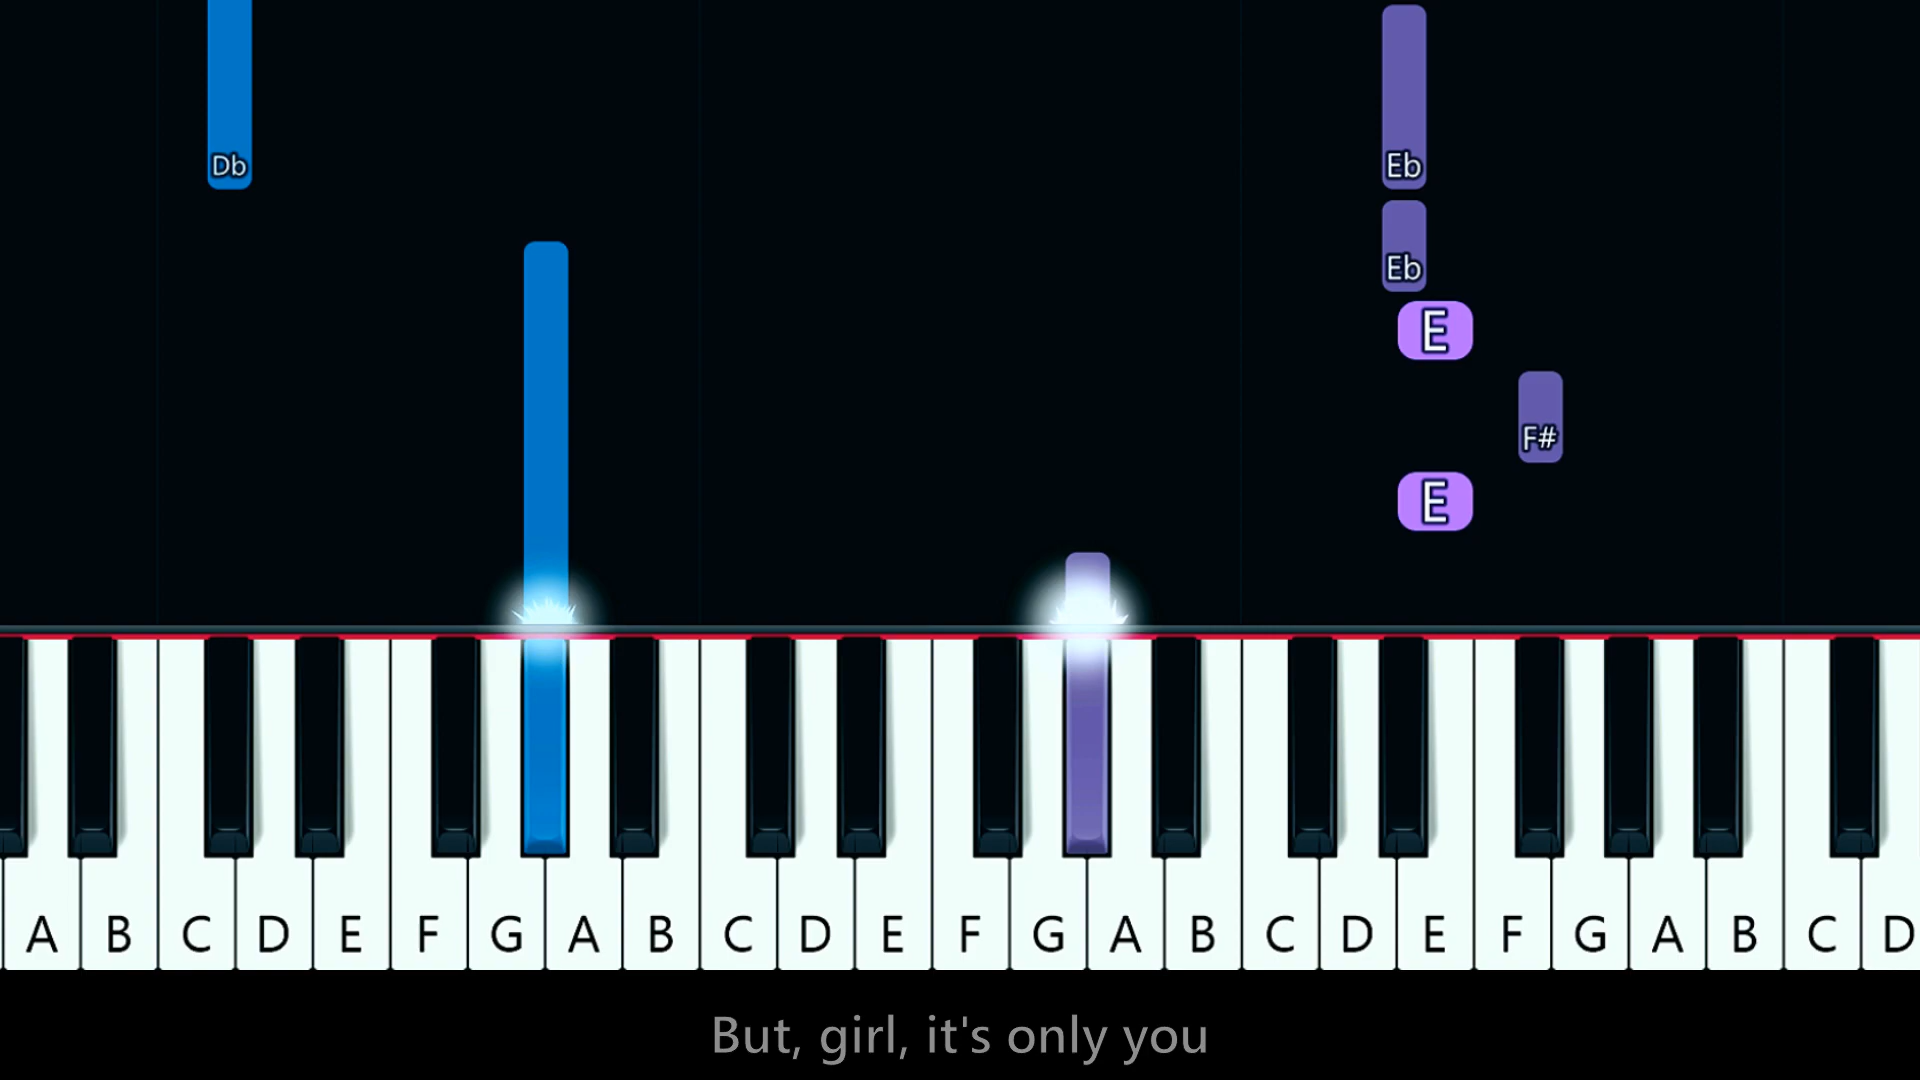 Db
Eb
Eb
E
F#
E
A B C D E F G A B C D E F G A B C D E F G A B C D
But, girl, it's only you